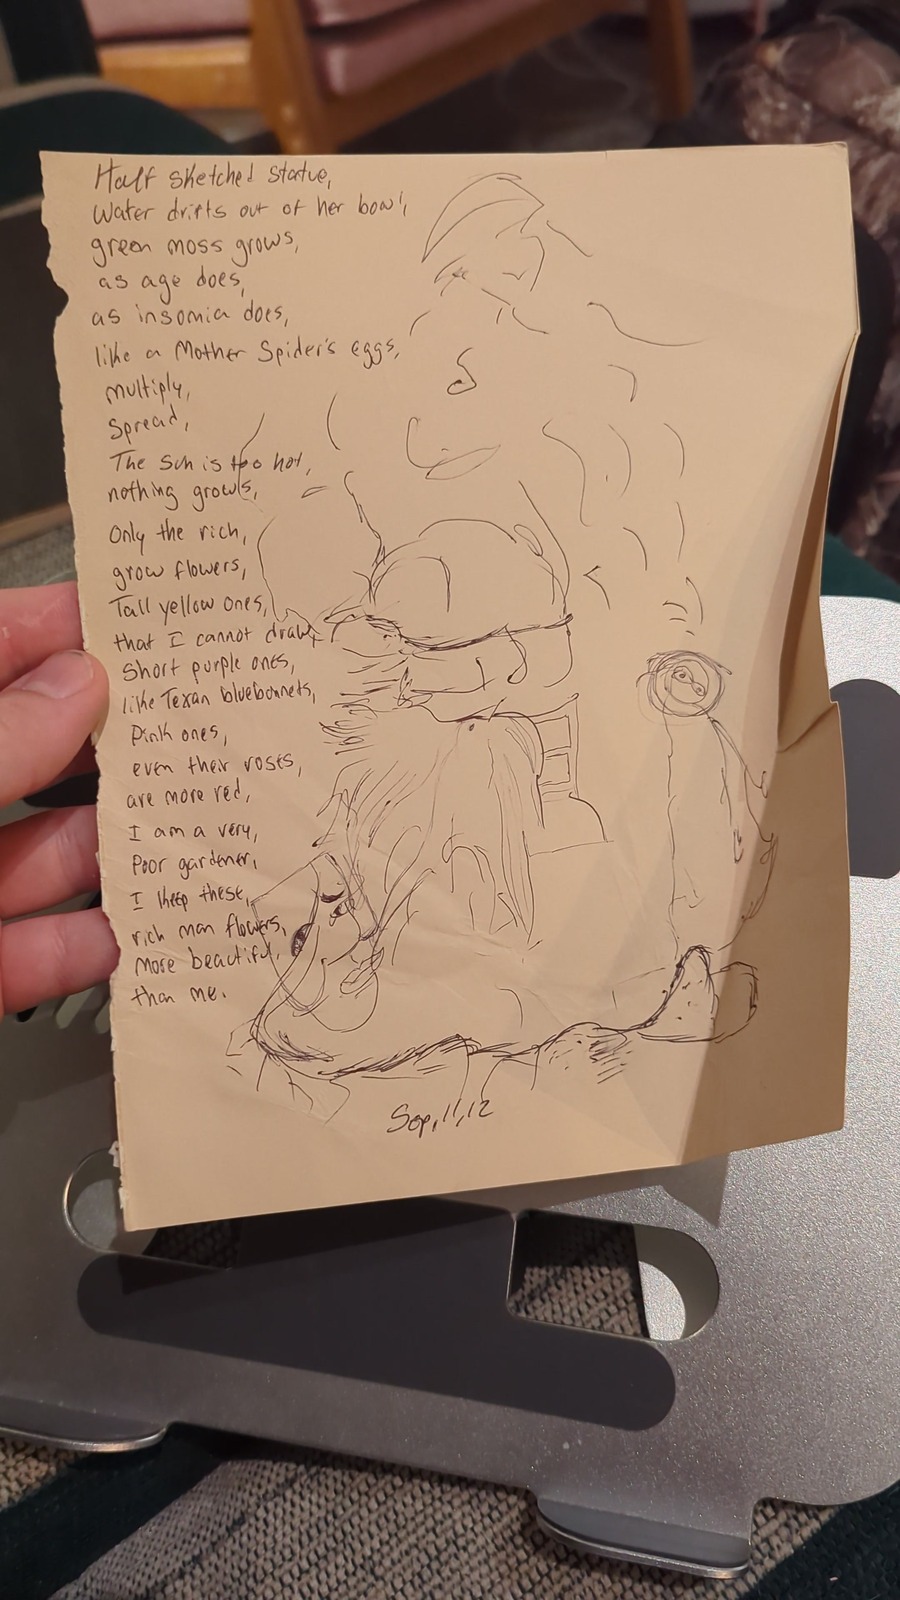 Half sketched statue,
Water drifts out of her bowl,
green moss grows,
as age does,
as insomia does,
like a Mother Spider's eggs,
multiply,
Spread,
The Sun is too hot,
nothing grows,
Only the rich,
grow flowers,
Tall yellow ones,
that I cannot draw,
Short purple ones,
like Texan bluebonnets,
Pink ones,
even their roses,
are more red,
I am a very,
Poor gardener,
I keep these,
rich man flowers,
more beautiful,
than me.
Sep, 11, 12